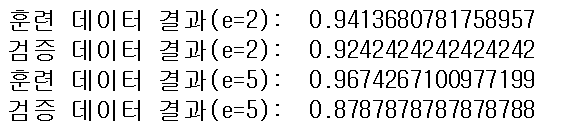 훈련 데이터 결과(e=2):  0.9413680781758957
검증 데이터 결과(e=2):  0.9242424242424242
훈련 데이터 결과(e=5):  0.9674267100977199
검증 데이터 결과(e=5):  0.8787878787878788